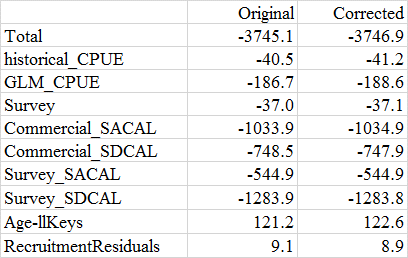 Original Corrected
Total -3745.1 -3746.9
historical_CPUE -40.5 -41.2
GLM_CPUE -186.7 -188.6
Survey -37.0 -37.1
Commercial_SACAL -1033.9 -1034.9
Commercial_SDCAL -748.5 -747.9
Survey_SACAL -544.9 -544.9
Survey_SDCAL -1283.9 -1283.8
Age-llKeys 121.2 122.6
RecruitmentResiduals 9.1 8.9